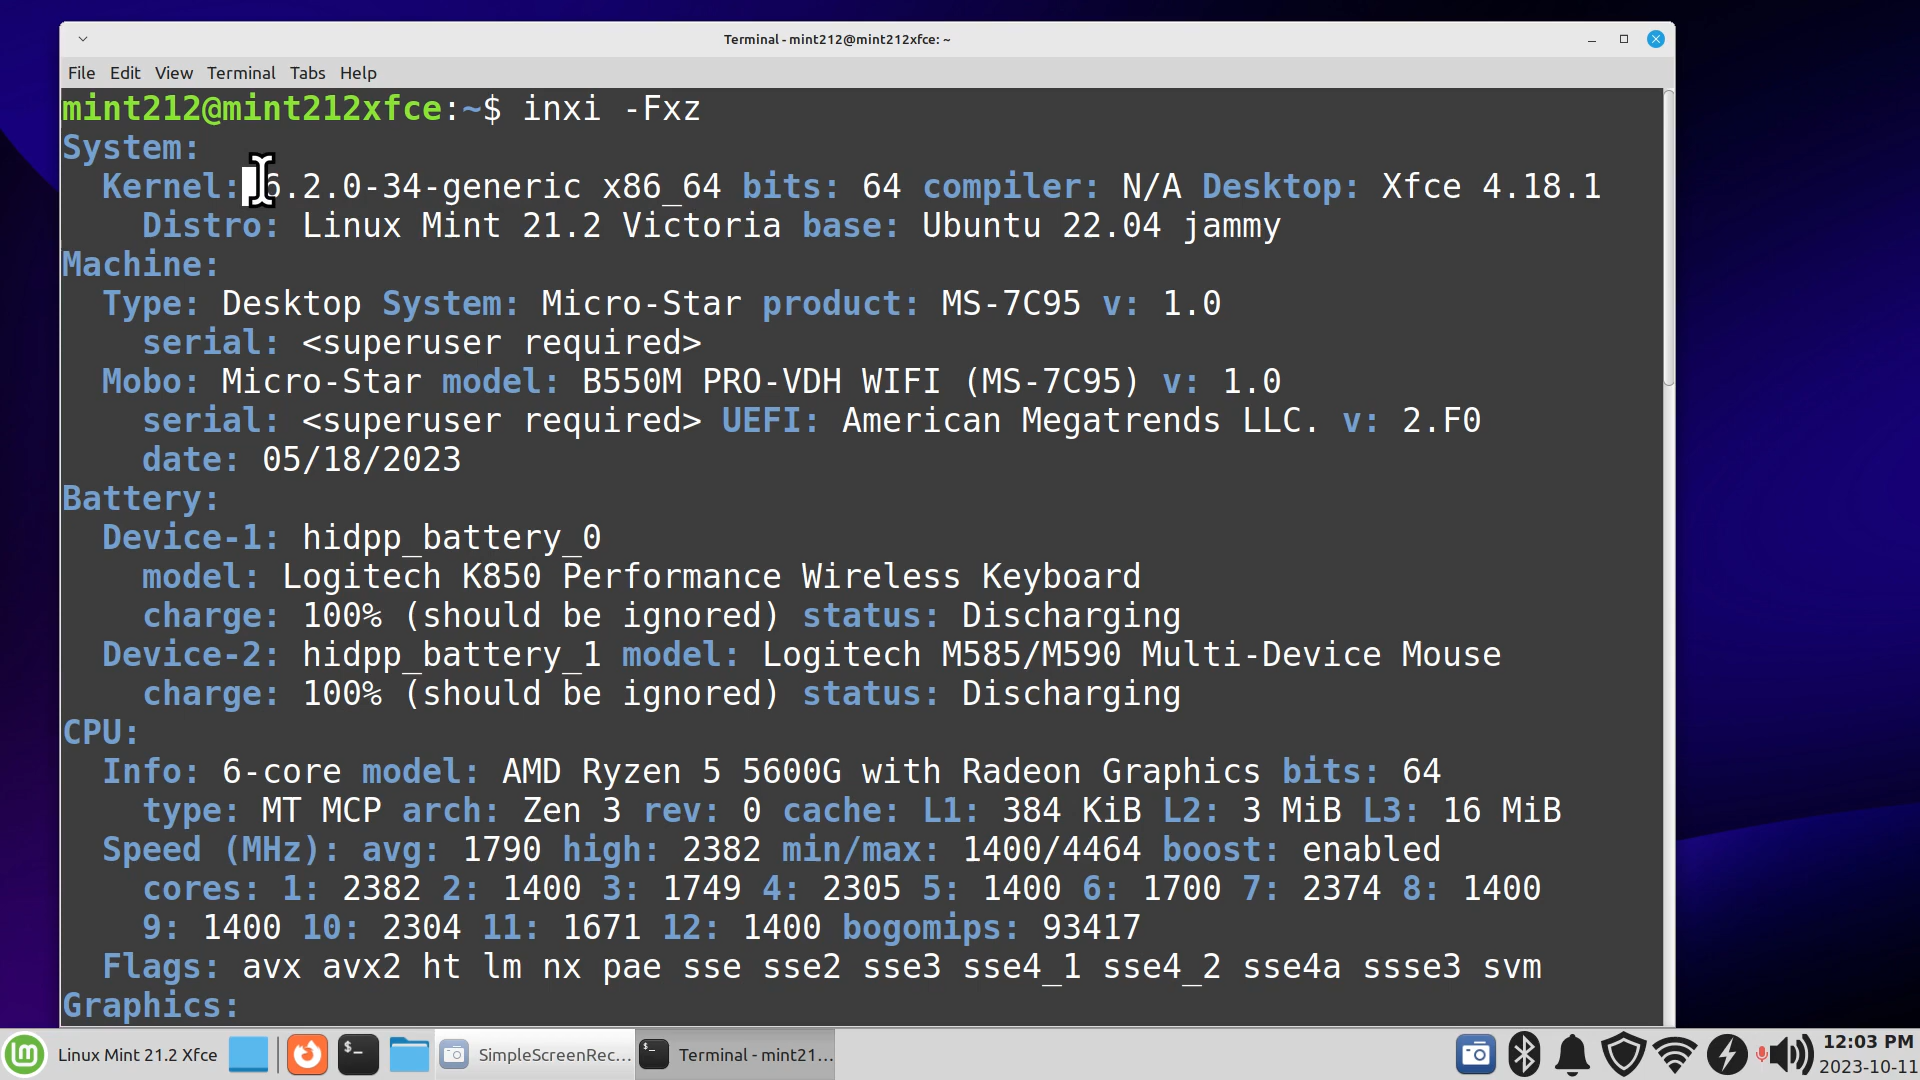 Terminal - mint212@mint212xfce: ~
File Edit View Terminal Tabs Help
mint212@mint212xfce:~$ inxi -Fxz
System:
Kernel: 6.2.0-34-generic x86_64 bits: 64 compiler: N/A Desktop: Xfce 4.18.1
Distro: Linux Mint 21.2 Victoria base: Ubuntu 22.04 jammy
Machine:
Type: Desktop System: Micro-Star product: MS-7C95 v: 1.0
serial: <superuser required>
Mobo: Micro-Star model: B550M PRO-VDH WIFI (MS-7C95) v: 1.0
serial: <superuser required> UEFI: American Megatrends LLC. v: 2.F0
date: 05/18/2023
Battery:
Device-1: hidpp_battery_0
model: Logitech K850 Performance Wireless Keyboard
charge: 100% (should be ignored) status: Discharging
Device-2: hidpp_battery_1 model: Logitech M585/M590 Multi-Device Mouse
charge: 100% (should be ignored) status: Discharging
CPU:
Info: 6-core model: AMD Ryzen 5 5600G with Radeon Graphics bits: 64
type: MT MCP arch: Zen 3 rev: 0 cache: L1: 384 KiB L2: 3 MiB L3: 16 MiB
Speed (MHz): avg: 1790 high: 2382 min/max: 1400/4464 boost: enabled
cores: 1: 2382 2: 1400 3: 1749 4: 2305 5: 1400 6: 1700 7: 2374 8: 1400
9: 1400 10: 2304 11: 1671 12: 1400 bogomips: 93417
Flags: avx avx2 ht lm nx pae sse sse2 sse3 sse4_1 sse4_2 sse4a ssse3 svm
Graphics:
Linux Mint 21.2 Xfce
SimpleScreenRec...
Terminal - mint21...
12:03 PM
2023-10-11